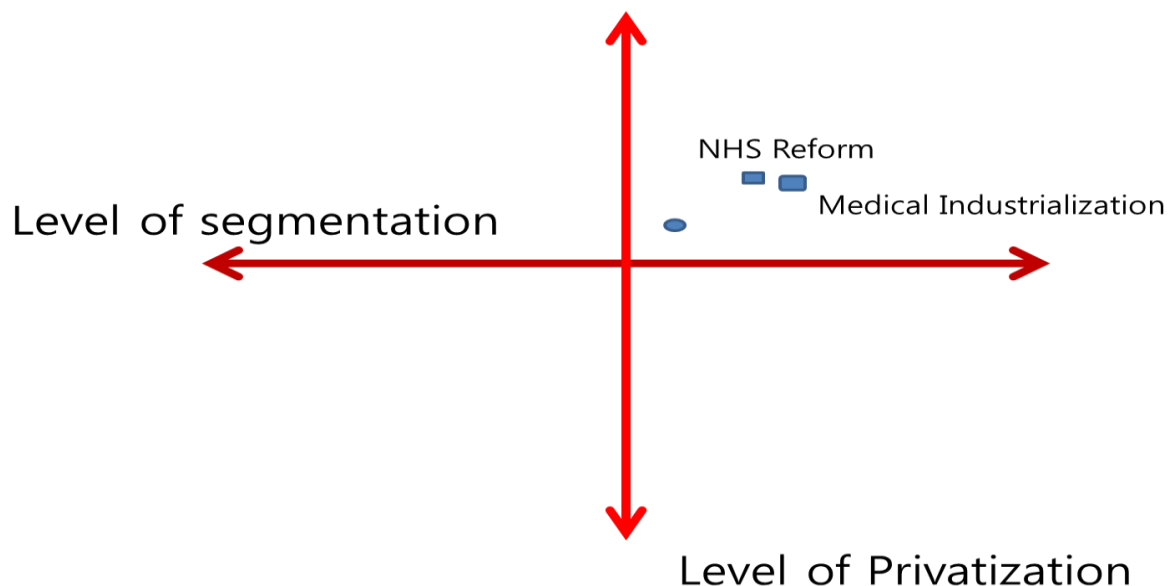 NHS Reform
Medical Industrialization
Level of segmentation
Level of Privatization